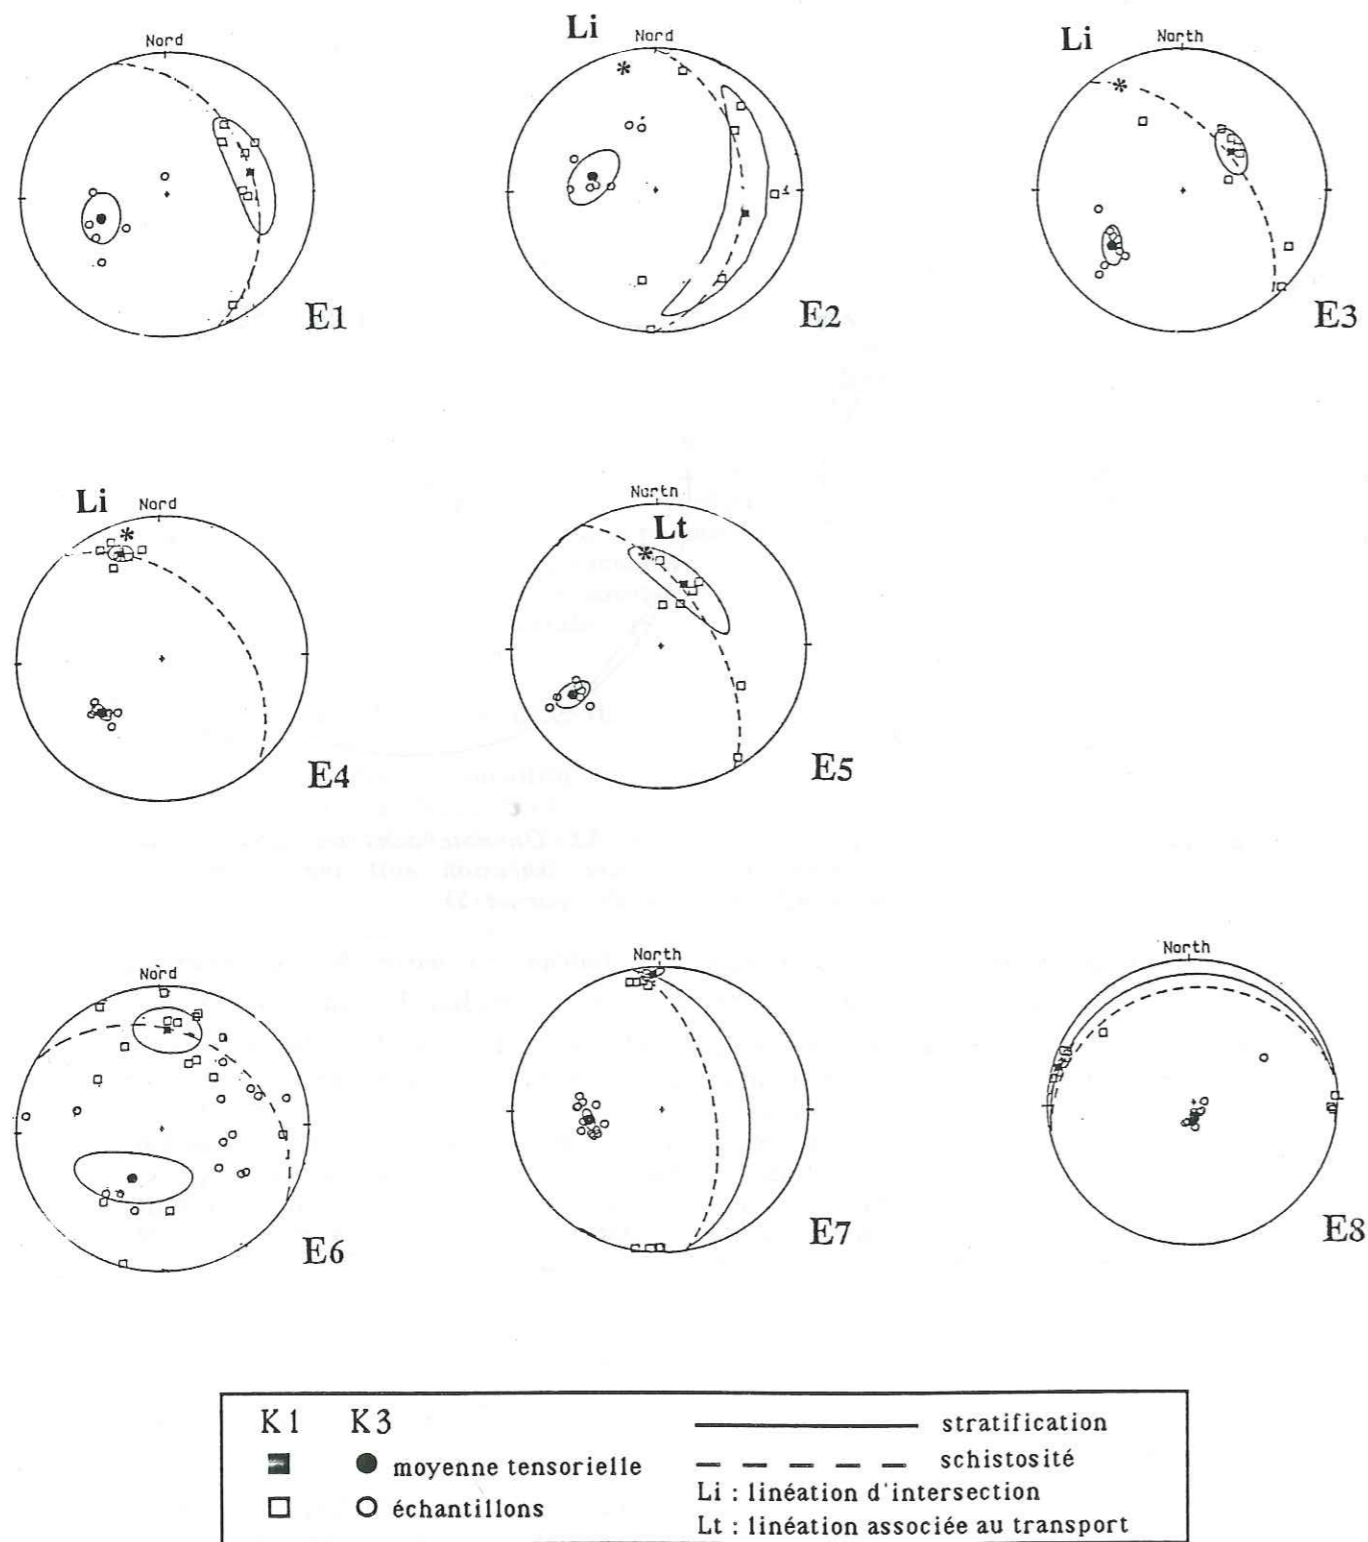 Li
Nord
E1
Nord
E2
Li
North
E3
Li
Nord
E4
North
Lt
E5
Nord
E6
North
E7
North
E8
K1 K3
moyenne tensorielle
échantillons
stratification
schistosité
Li : linéation d'intersection
Lt : linéation associée au transport